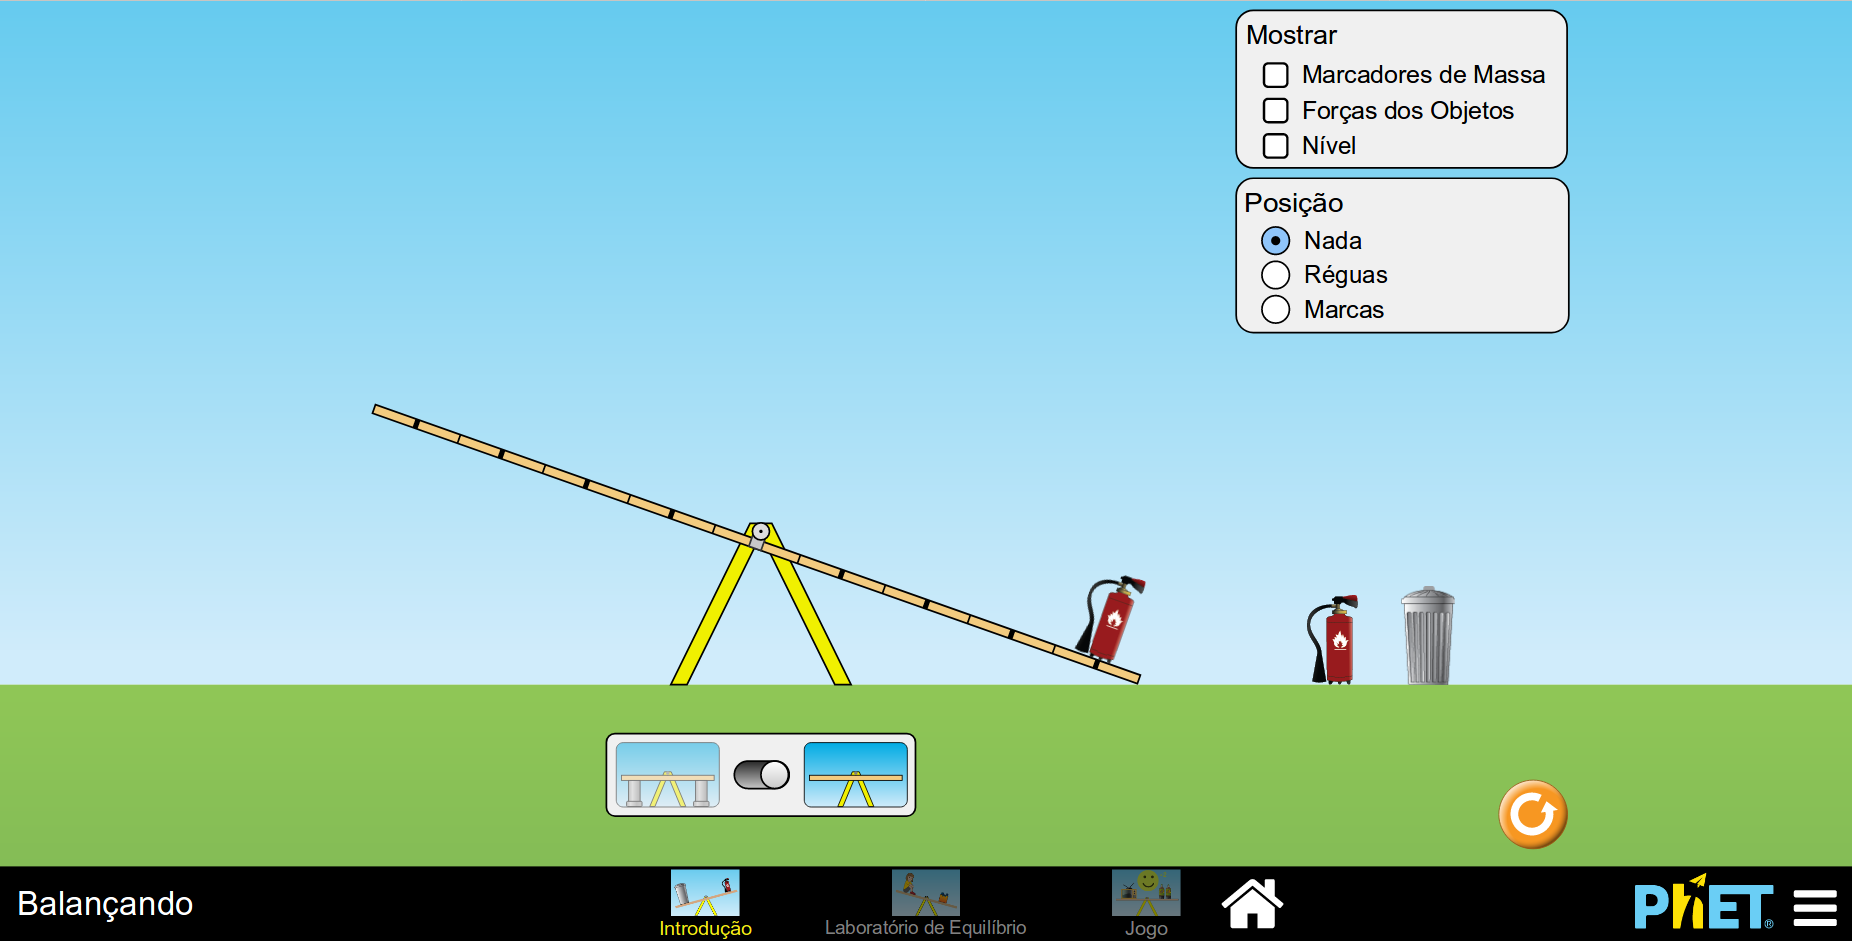 Mostrar
Marcadores de Massa
Forças dos Objetos
Nível
Posição
Nada
Réguas
Marcas
Balançando
Introdução
Laboratório de Equilíbrio
Jogo
PhET®